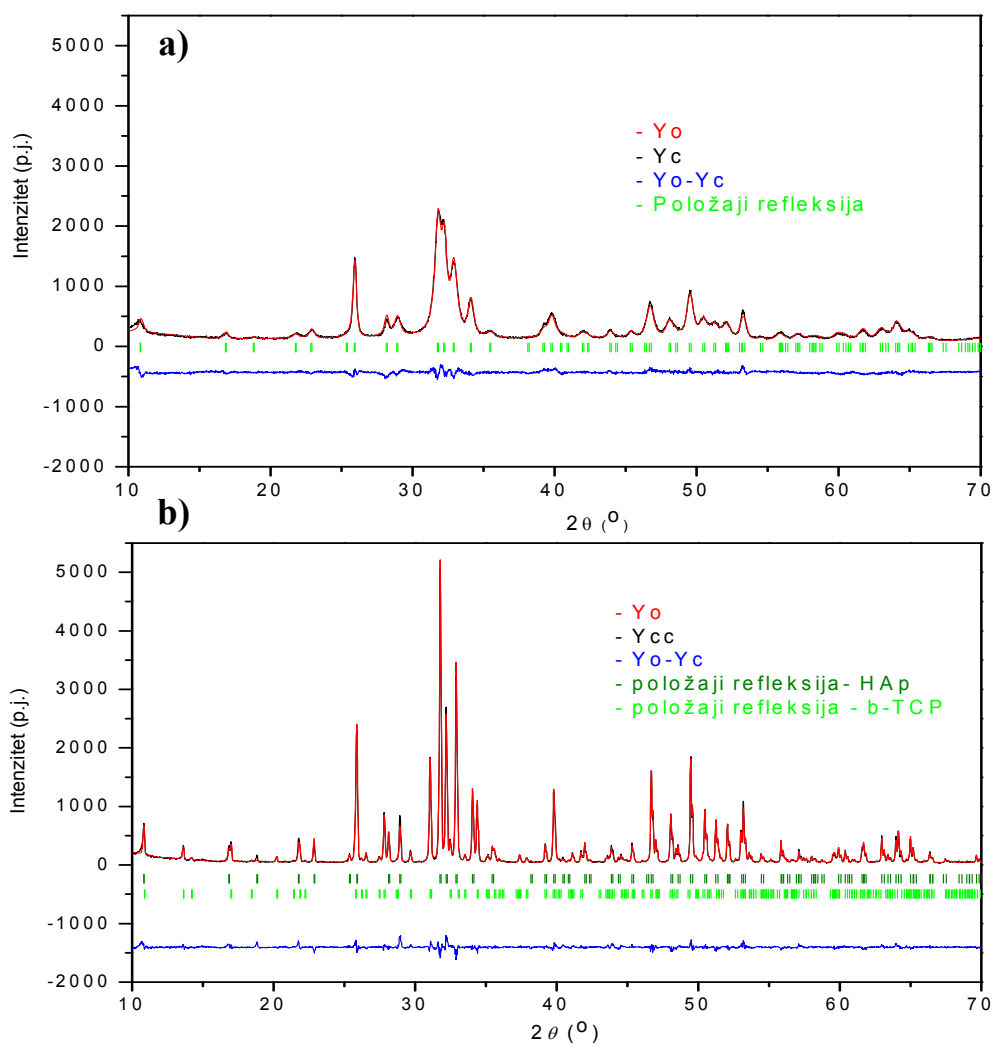 a)
5000
4000
3000
2000
1000
0
-1000
-2000
Intenzitet (p.j.)
- Yo
- Yc
- Yo-Yc
- Položaji refleksija
10 20 30 40 50 60 70
2 θ (o)
b)
5000
4000
3000
2000
1000
0
-1000
-2000
Intenzitet (p.j.)
- Yo
- Ycc
- Yo-Yc
- položaji refleksija- HAp
- položaji refleksija - b-TCP
10 20 30 40 50 60 70
2 θ (o)